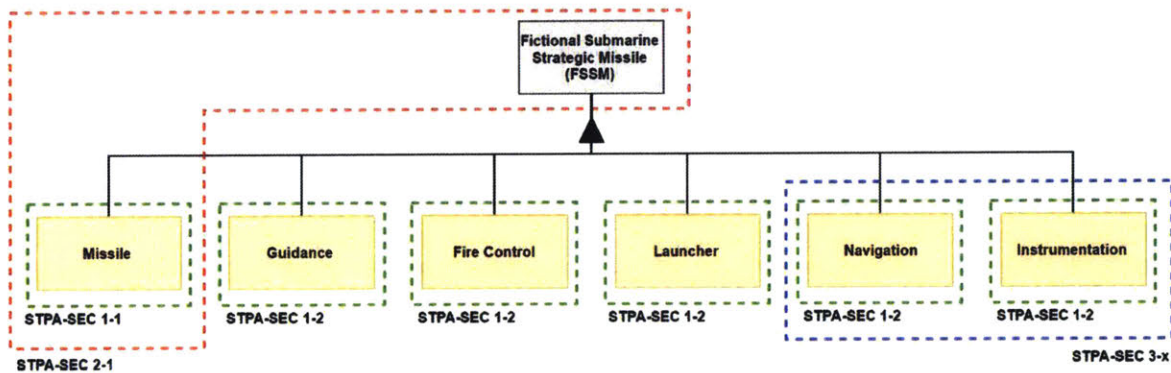 Fictional Submarine
Strategic Missile
(FSSM)
Missile
Guidance
Fire Control
Launcher
Navigation
Instrumentation
STPA-SEC 1-1
STPA-SEC 1-2
STPA-SEC 1-2
STPA-SEC 1-2
STPA-SEC 1-2
STPA-SEC 1-2
STPA-SEC 2-1
STPA-SEC 3-x